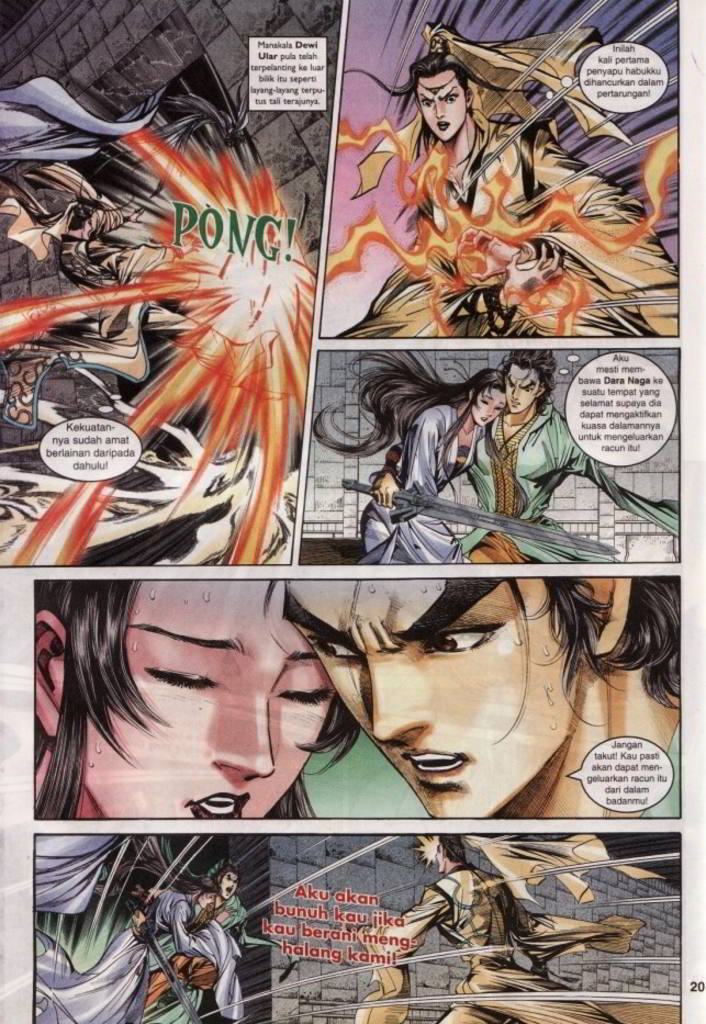 Manakala Dewi
Ular pula telah
terpelanting ke luar
bilik itu seperti
layang-layang terpu-
tus tali terajunya.
PONG!
Kekuatan-
nya sudah amat
berlainan daripada
dahulu!
Inilah
kali pertama
penyapu habukku
dihancurkan dalam
pertarungan!
Aku
mesti mem-
bawa Dara Naga ke
suatu tempat yang
selamat supaya dia
dapat mengaktifkan
kuasa dalamannya
untuk mengeluarkan
racun itu!
Jangan
takut! Kau pasti
akan dapat men-
geluarkan racun itu
dari dalam
badanmu!
Aku akan
bunuh kau jika
kau berani meng-
halang kami!
20